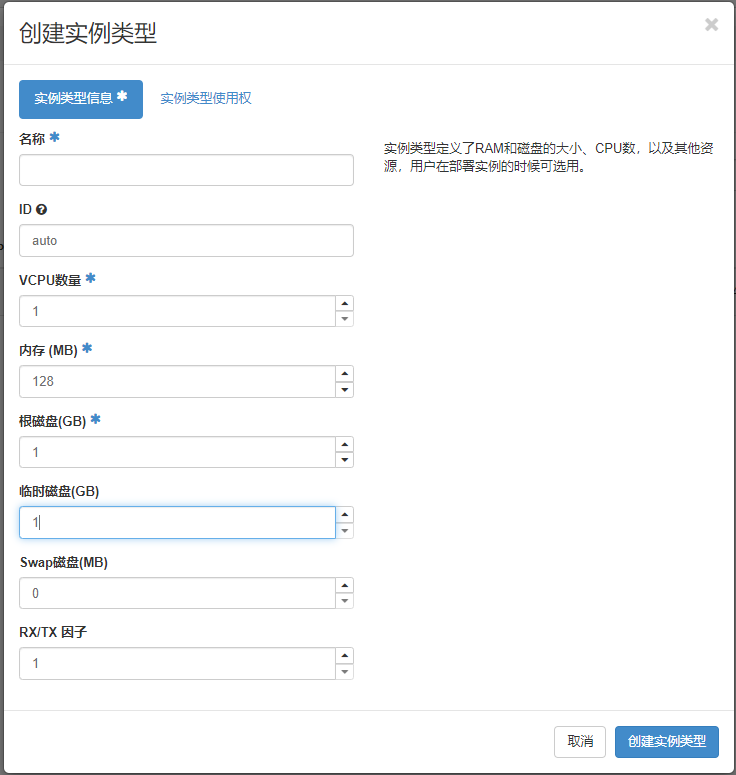 创建实例类型
实例类型信息 *
实例类型使用权
名称 *
实例类型定义了RAM和磁盘的大小、CPU数，以及其他资
源，用户在部署实例的时候可选用。
ID
auto
VCPU数量 *
1
内存 (MB) *
128
根磁盘(GB) *
1
临时磁盘(GB)
1
Swap磁盘(MB)
0
RX/TX 因子
1
取消
创建实例类型